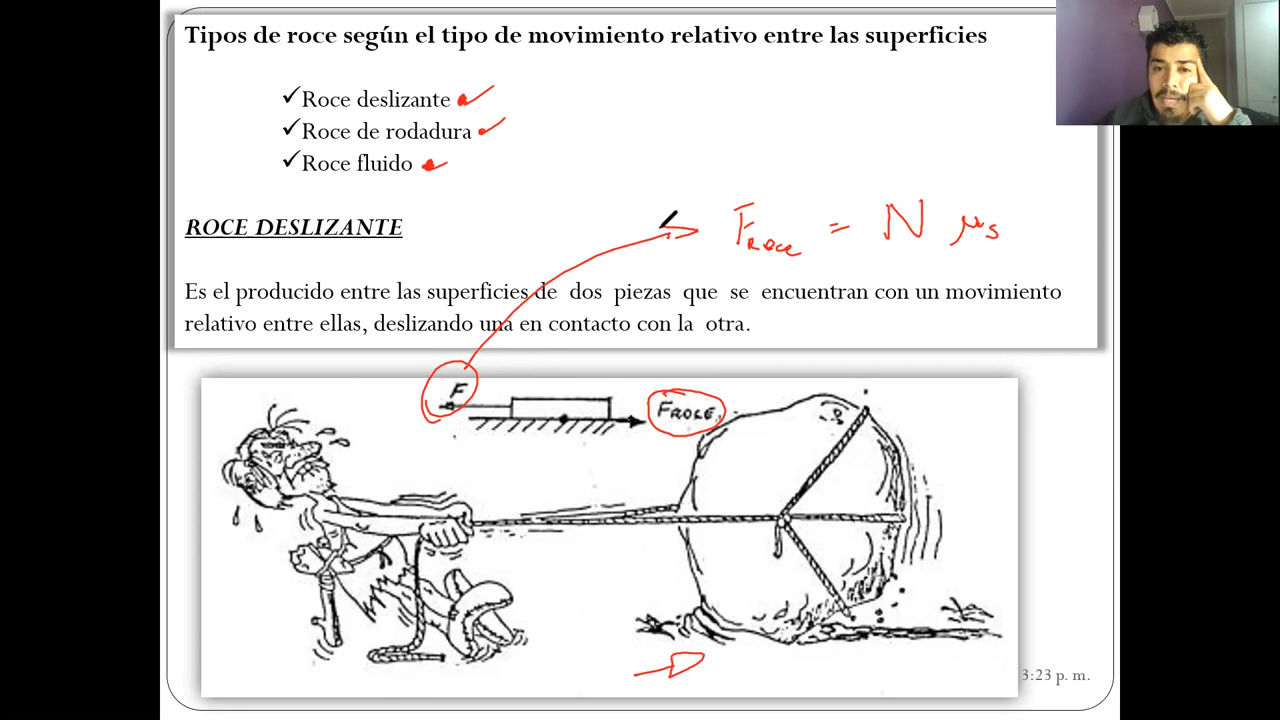 Tipos de roce según el tipo de movimiento relativo entre las superficies
✓Roce deslizante
✓Roce de rodadura
✓Roce fluido
ROCE DESLIZANTE
F_ROCE = N μs
Es el producido entre las superficies de dos piezas que se encuentran con un movimiento
relativo entre ellas, deslizando una en contacto con la otra.
F
FROCE
3:23 p. m.